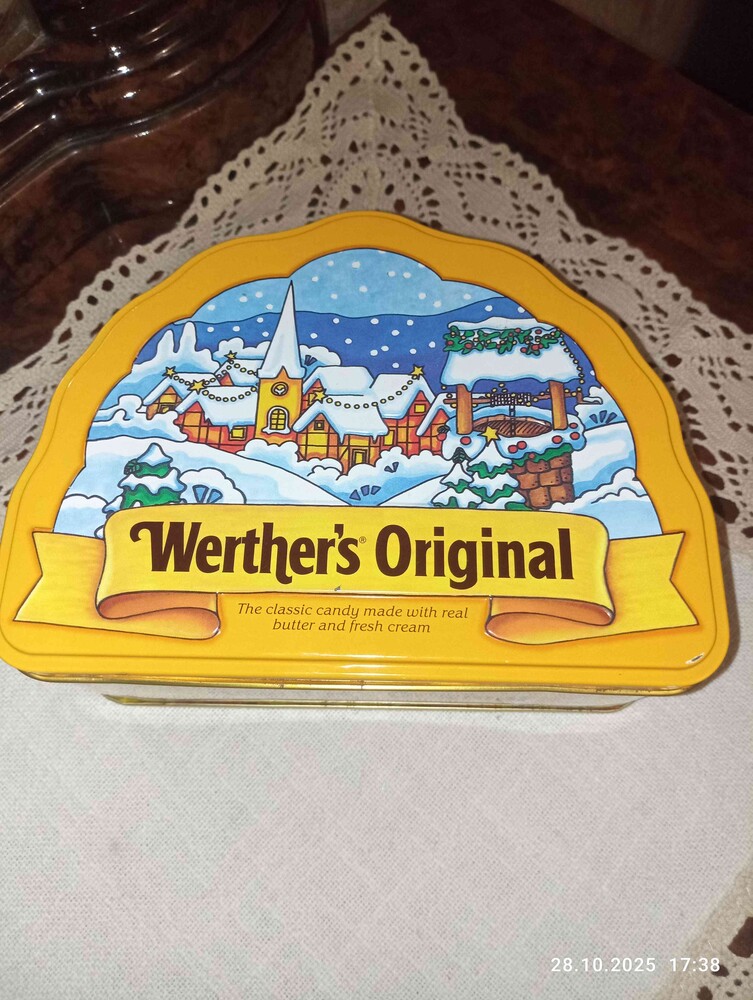 Werther's® Original
The classic candy made with real
butter and fresh cream
28.10.2025 17:38